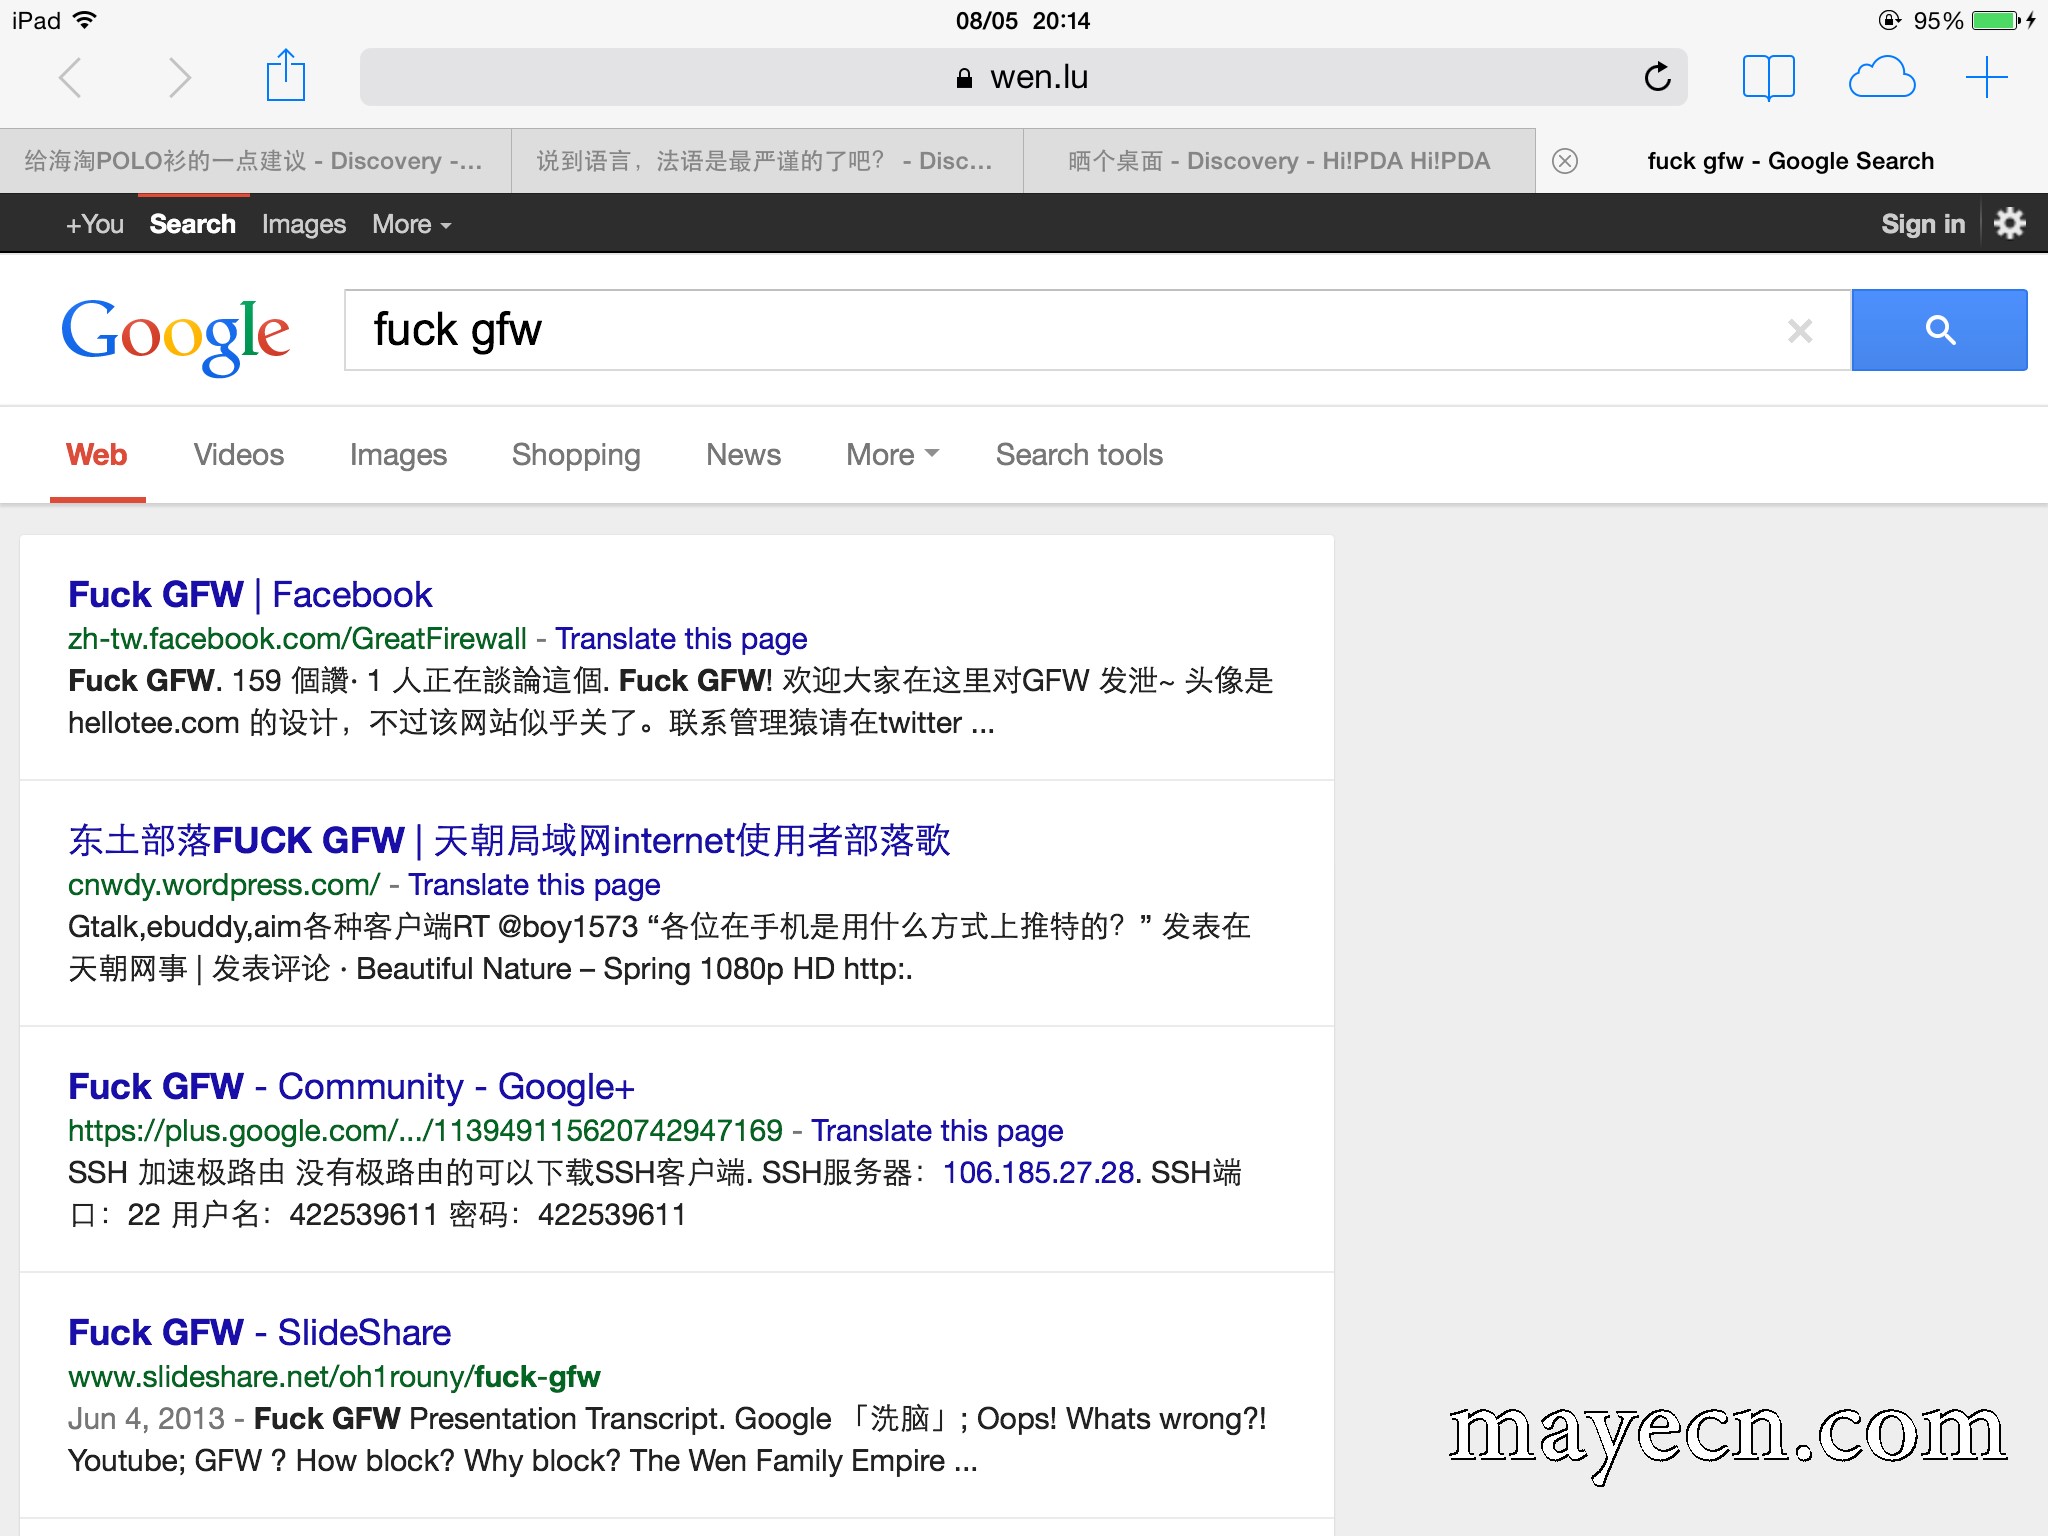 iPad 08/05 20:14 95%
wen.lu
给海淘POLO衫的一点建议 - Discovery -... 说到语言，法语是最严谨的了吧？ - Disc... 晒个桌面 - Discovery - Hi!PDA Hi!PDA fuck gfw - Google Search
+You Search Images More Sign in
Google fuck gfw
Web Videos Images Shopping News More Search tools
Fuck GFW | Facebook
zh-tw.facebook.com/GreatFirewall - Translate this page
Fuck GFW. 159 個讚· 1 人正在談論這個. Fuck GFW! 欢迎大家在这里对GFW 发泄~ 头像是
hellotee.com 的设计，不过该网站似乎关了。联系管理猿请在twitter ...
东土部落FUCK GFW | 天朝局域网internet使用者部落歌
cnwdy.wordpress.com/ - Translate this page
Gtalk,ebuddy,aim各种客户端RT @boy1573 “各位在手机是用什么方式上推特的？” 发表在
天朝网事 | 发表评论 · Beautiful Nature – Spring 1080p HD http:.
Fuck GFW - Community - Google+
https://plus.google.com/.../113949115620742947169 - Translate this page
SSH 加速极路由 没有极路由的可以下载SSH客户端. SSH服务器：106.185.27.28. SSH端
口：22 用户名：422539611 密码：422539611
Fuck GFW - SlideShare
www.slideshare.net/oh1rouny/fuck-gfw
Jun 4, 2013 - Fuck GFW Presentation Transcript. Google 「洗脑」; Oops! Whats wrong?!
Youtube; GFW ? How block? Why block? The Wen Family Empire ...
mayecn.com